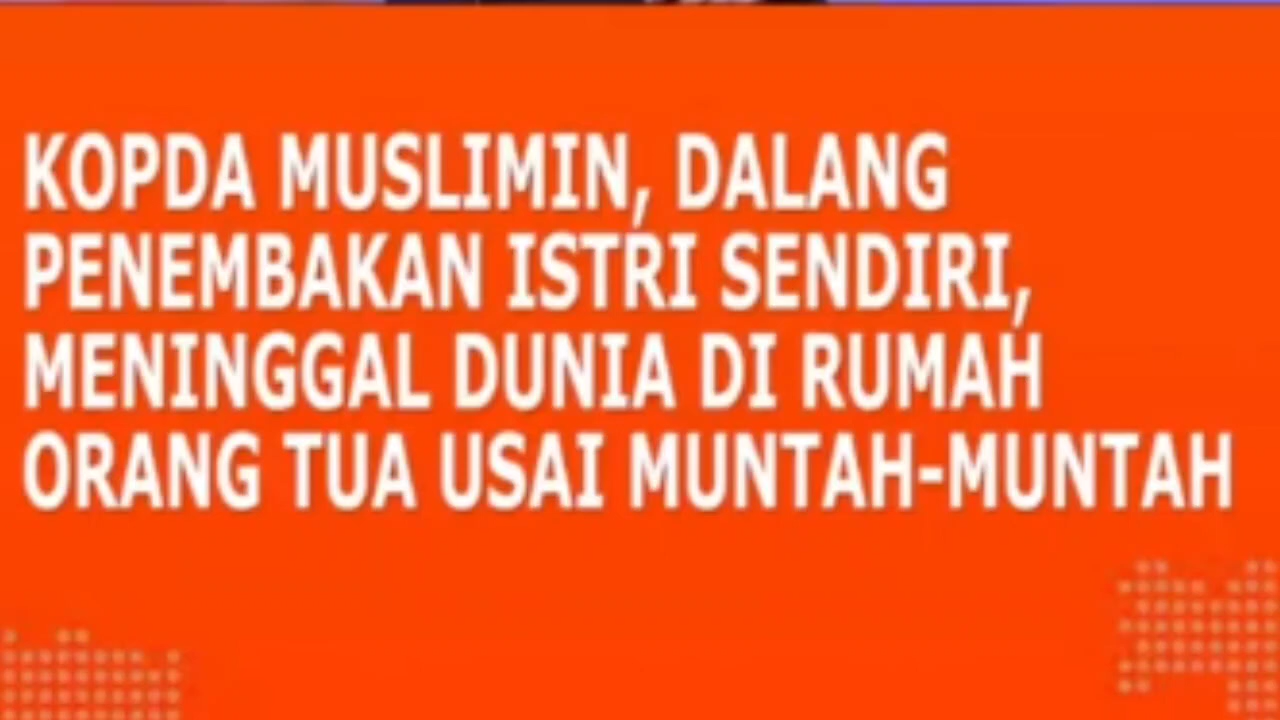 KOPDA MUSLIMIN, DALANG
PENEMBAKAN ISTRI SENDIRI,
MENINGGAL DUNIA DI RUMAH
ORANG TUA USAI MUNTAH-MUNTAH